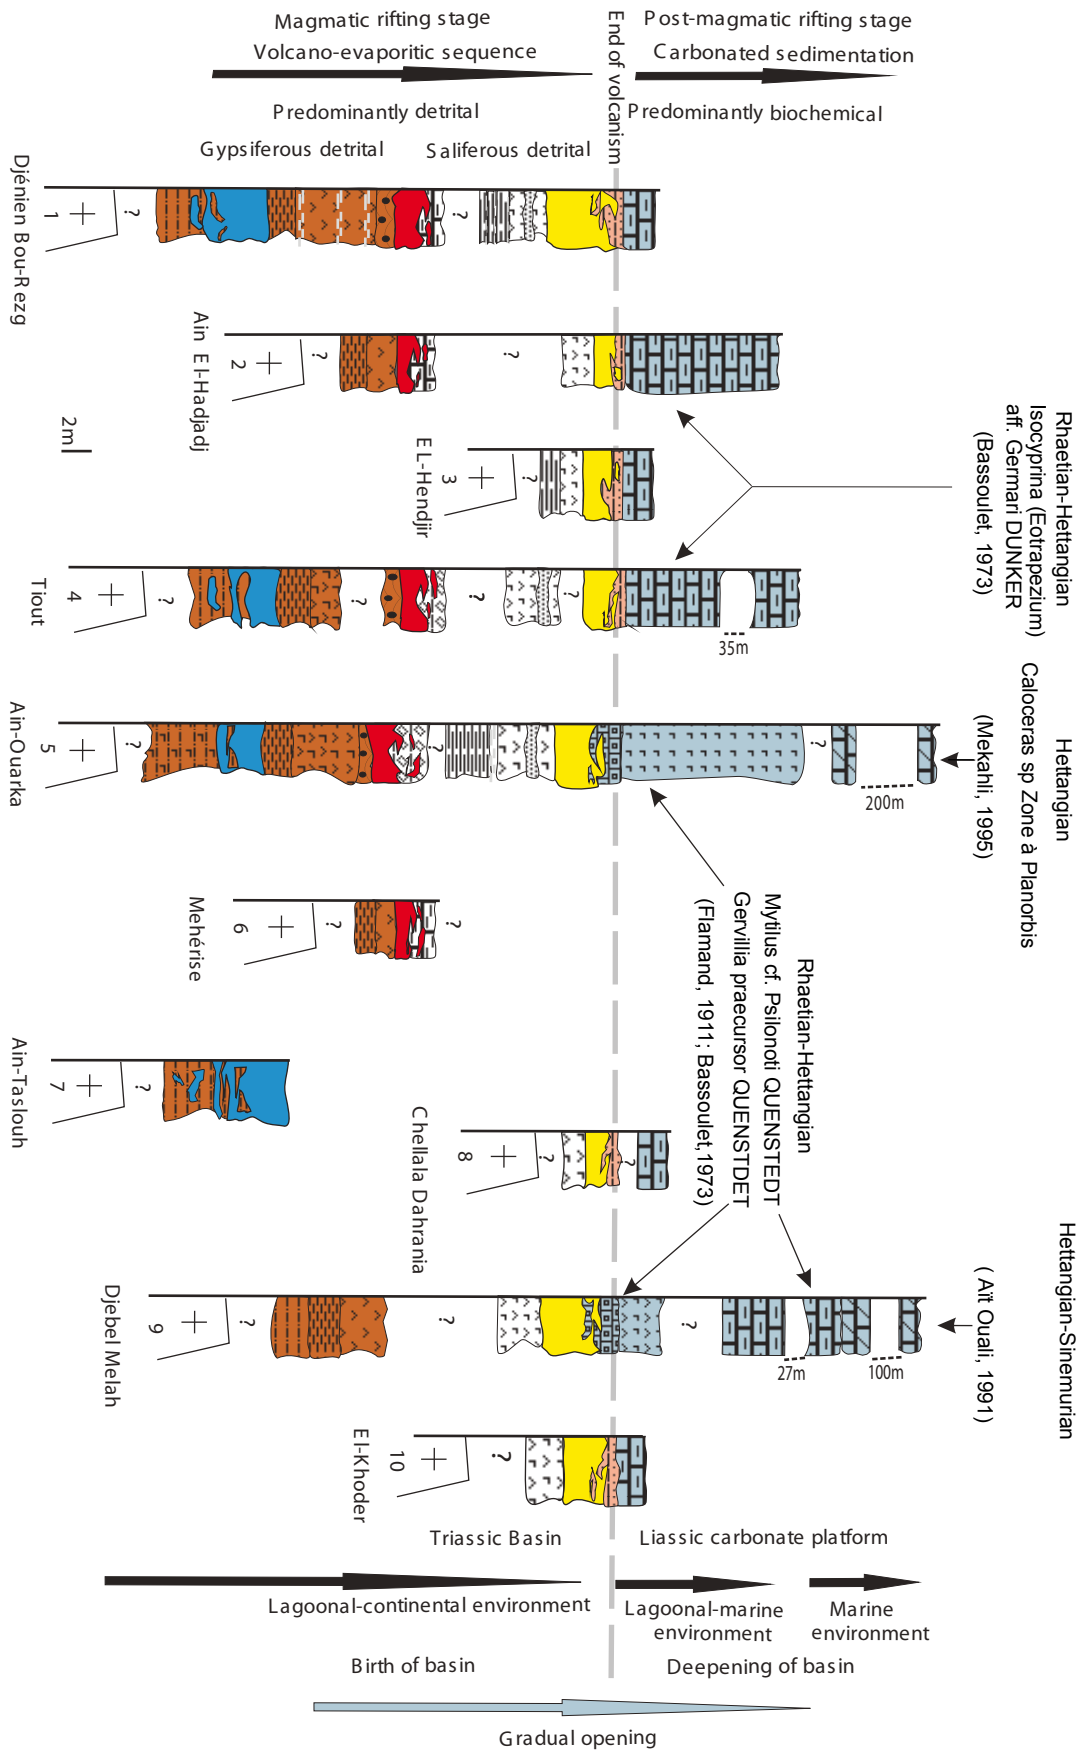 Magmatic rifting stage
Volcano-evaporitic sequence
Post-magmatic rifting stage
Carbonated sedimentation
End of volcanism
Predominantly detrital
Predominantly biochemical
Gypsiferous detrital
Saliferous detrital
Djénien Bou-Rezg
1
?
?
Ain El-Hadjadj
2
?
?
2m
EL-Hendjir
3
?
Rhaetian-Hettangian
Isocyprina (Eotrapezium)
aff. Germari DUNKER
(Bassoulet, 1973)
Tiout
4
?
?
?
?
35m
Ain-Ouarka
5
?
?
?
200m
Hettangian
Caloceras sp Zone à Planorbis
(Mekahli, 1995)
Mehérise
6
?
?
Rhaetian-Hettangian
Mytilus cf. Psilonoti QUENSTEDT
Gervillia praecursor QUENSTDET
(Flamand, 1911; Bassoulet,1973)
Ain-Taslouh
7
?
Chellala Dahrania
8
?
?
Djebel Melah
9
?
?
?
27m
100m
Hettangian-Sinemurian
( Aït Ouali, 1991)
El-Khoder
10
?
Triassic Basin
Liassic carbonate platform
Lagoonal-continental environment
Lagoonal-marine
environment
Marine
environment
Birth of basin
Deepening of basin
Gradual opening